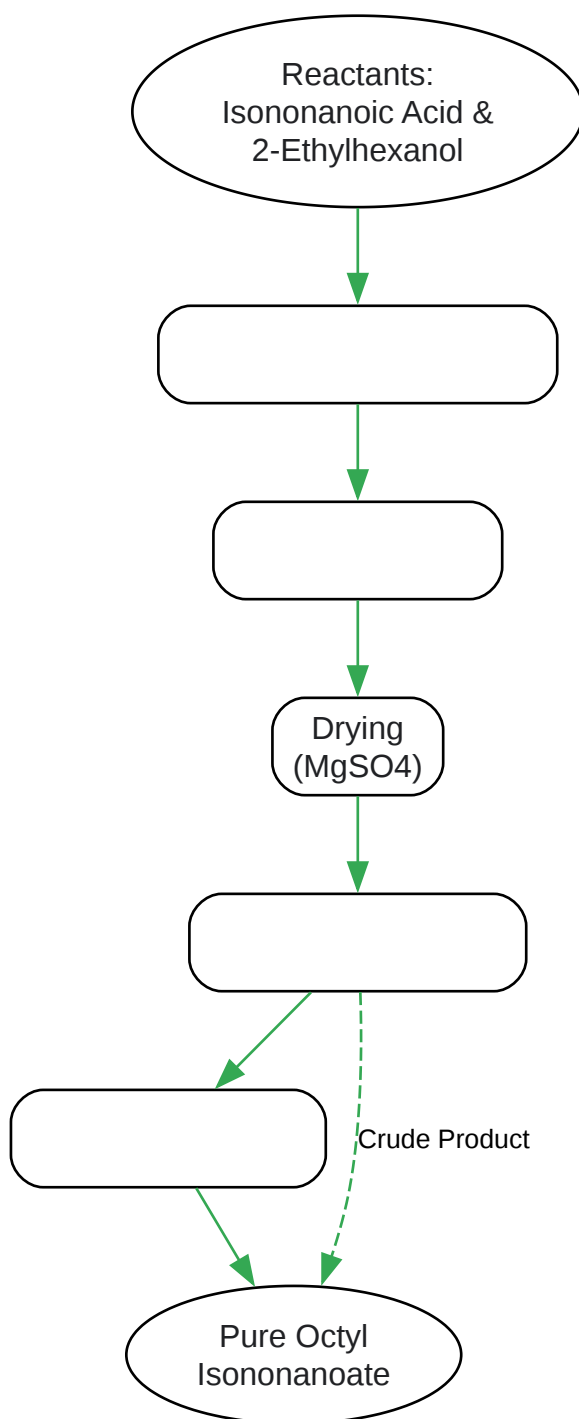 Reactants:
Isononanoic Acid &
2-Ethylhexanol
Drying
(MgSO4)
Crude Product
Pure Octyl
Isononanoate